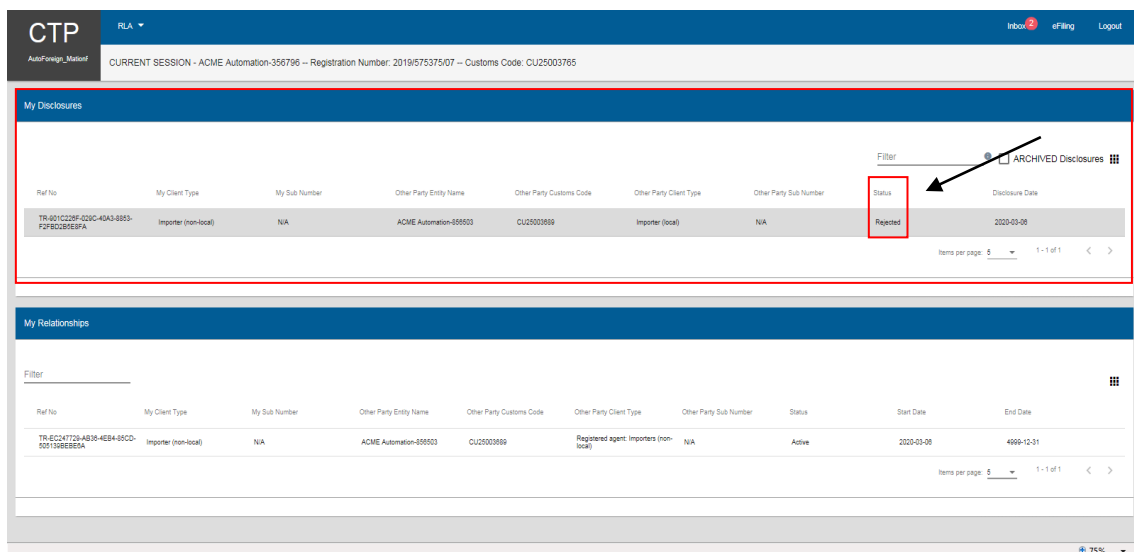 CTP
RLA
Inbox 2 eFiling Logout
AutoForeign_MationF
CURRENT SESSION - ACME Automation-356796 -- Registration Number: 2019/575375/07 -- Customs Code: CU25003765
My Disclosures
Filter ARCHIVED Disclosures
Ref No My Client Type My Sub Number Other Party Entity Name Other Party Customs Code Other Party Client Type Other Party Sub Number Status Disclosure Date
TR-901C226F-029C-40A3-8853-
F2FBD2B5E8FA Importer (non-local) N/A ACME Automation-856503 CU25003689 Importer (local) N/A Rejected 2020-03-06
Items per page: 5 1 - 1 of 1
My Relationships
Filter
Ref No My Client Type My Sub Number Other Party Entity Name Other Party Customs Code Other Party Client Type Other Party Sub Number Status Start Date End Date
TR-EC247729-AB36-4EB4-85CD-
505139BEBE6A Importer (non-local) N/A ACME Automation-856503 CU25003689 Registered agent: Importers (non-
local) N/A Active 2020-03-06 4999-12-31
Items per page: 5 1 - 1 of 1
75%